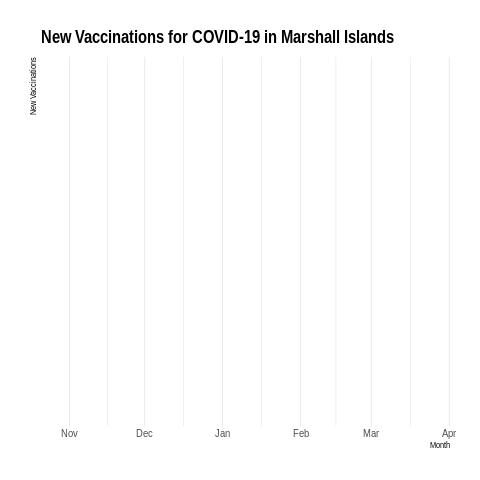 New Vaccinations for COVID-19 in Marshall Islands
New Vaccinations
Nov Dec Jan Feb Mar Apr
Month